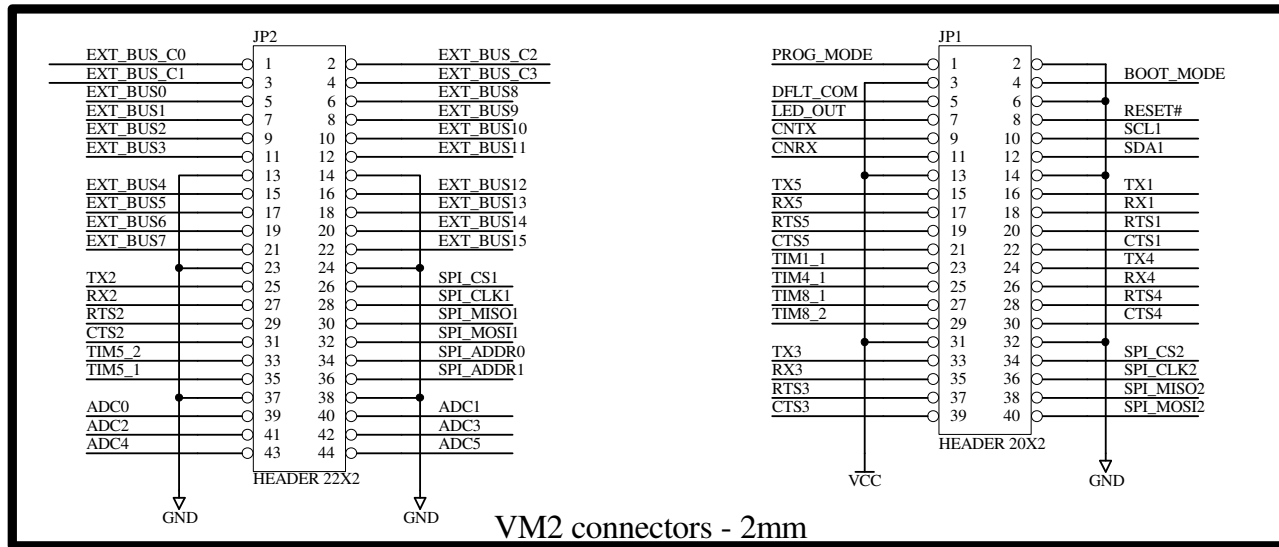 JP2
EXT_BUS_C0 1 2 EXT_BUS_C2
EXT_BUS_C1 3 4 EXT_BUS_C3
EXT_BUS0 5 6 EXT_BUS8
EXT_BUS1 7 8 EXT_BUS9
EXT_BUS2 9 10 EXT_BUS10
EXT_BUS3 11 12 EXT_BUS11
13 14
EXT_BUS4 15 16 EXT_BUS12
EXT_BUS5 17 18 EXT_BUS13
EXT_BUS6 19 20 EXT_BUS14
EXT_BUS7 21 22 EXT_BUS15
23 24
TX2 25 26 SPI_CS1
RX2 27 28 SPI_CLK1
RTS2 29 30 SPI_MISO1
CTS2 31 32 SPI_MOSI1
TIM5_2 33 34 SPI_ADDR0
TIM5_1 35 36 SPI_ADDR1
37 38
ADC0 39 40 ADC1
ADC2 41 42 ADC3
ADC4 43 44 ADC5
HEADER 22X2
GND GND
JP1
PROG_MODE 1 2
3 4 BOOT_MODE
DFLT_COM 5 6
LED_OUT 7 8 RESET#
CNTX 9 10 SCL1
CNRX 11 12 SDA1
13 14
TX5 15 16 TX1
RX5 17 18 RX1
RTS5 19 20 RTS1
CTS5 21 22 CTS1
TIM1_1 23 24 TX4
TIM4_1 25 26 RX4
TIM8_1 27 28 RTS4
TIM8_2 29 30 CTS4
31 32
TX3 33 34 SPI_CS2
RX3 35 36 SPI_CLK2
RTS3 37 38 SPI_MISO2
CTS3 39 40 SPI_MOSI2
HEADER 20X2
VCC GND
VM2 connectors - 2mm